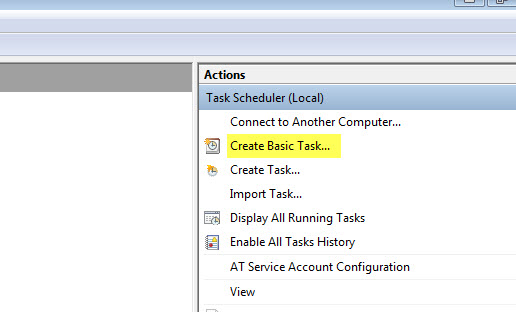 Actions
Task Scheduler (Local)
Connect to Another Computer...
Create Basic Task...
Create Task...
Import Task...
Display All Running Tasks
Enable All Tasks History
AT Service Account Configuration
View